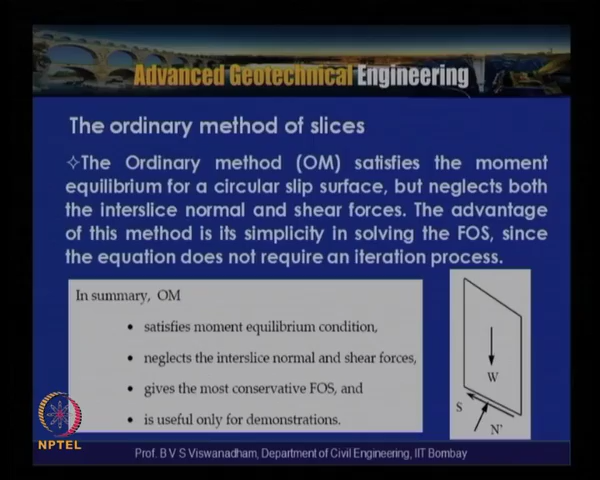 Advanced Geotechnical Engineering
The ordinary method of slices
✧The Ordinary method (OM) satisfies the moment
equilibrium for a circular slip surface, but neglects both
the interslice normal and shear forces. The advantage
of this method is its simplicity in solving the FOS, since
the equation does not require an iteration process.
In summary, OM
• satisfies moment equilibrium condition,
• neglects the interslice normal and shear forces,
• gives the most conservative FOS, and
• is useful only for demonstrations.
W
S
N'
NPTEL
Prof. B V S Viswanadham, Department of Civil Engineering, IIT Bombay